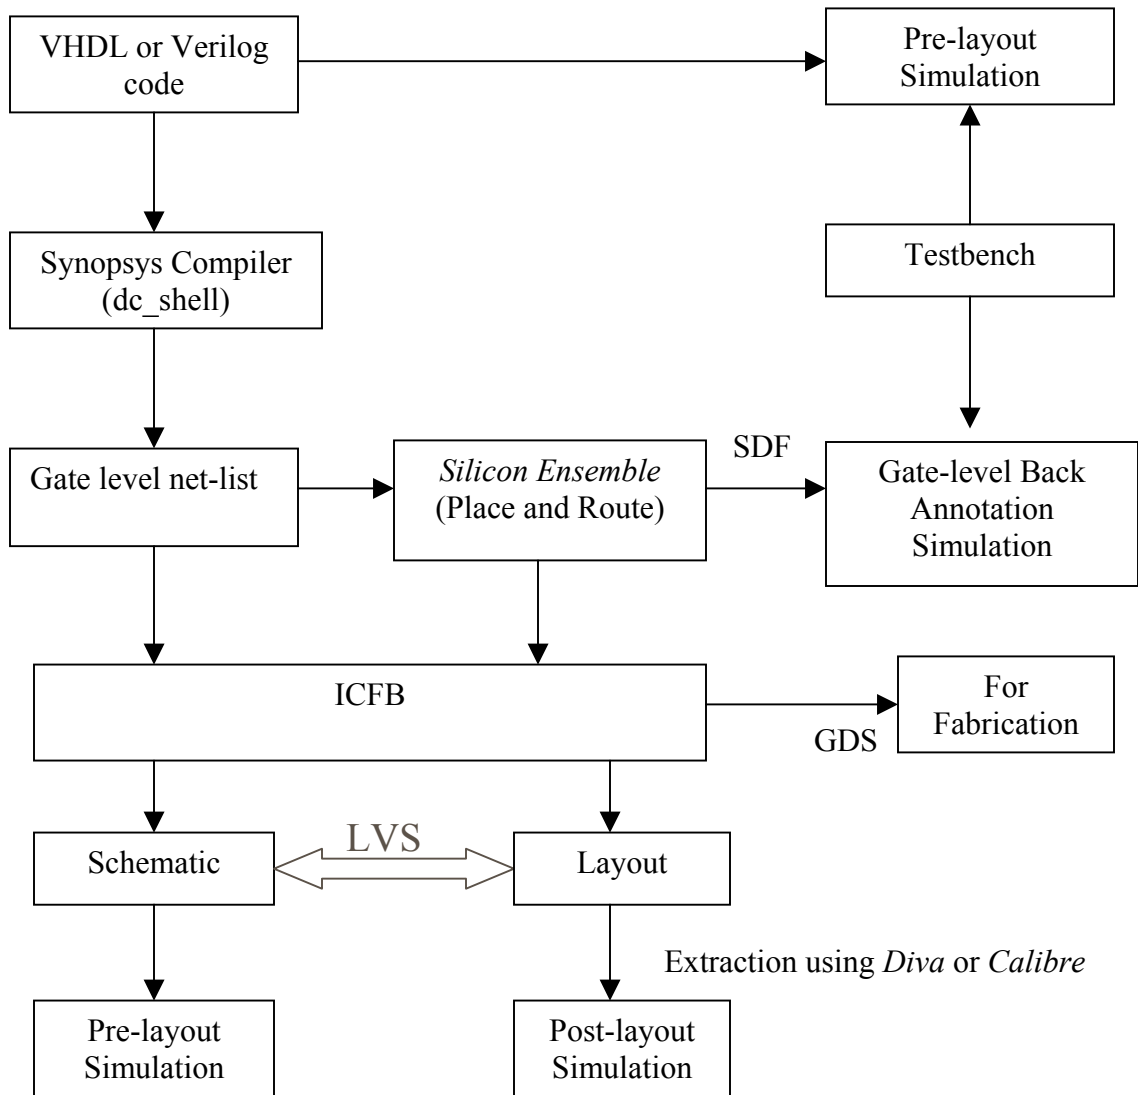 VHDL or Verilog
code
Pre-layout
Simulation
Synopsys Compiler
(dc_shell)
Testbench
Gate level net-list
Silicon Ensemble
(Place and Route)
SDF
Gate-level Back
Annotation
Simulation
ICFB
For
Fabrication
GDS
Schematic
LVS
Layout
Extraction using Diva or Calibre
Pre-layout
Simulation
Post-layout
Simulation